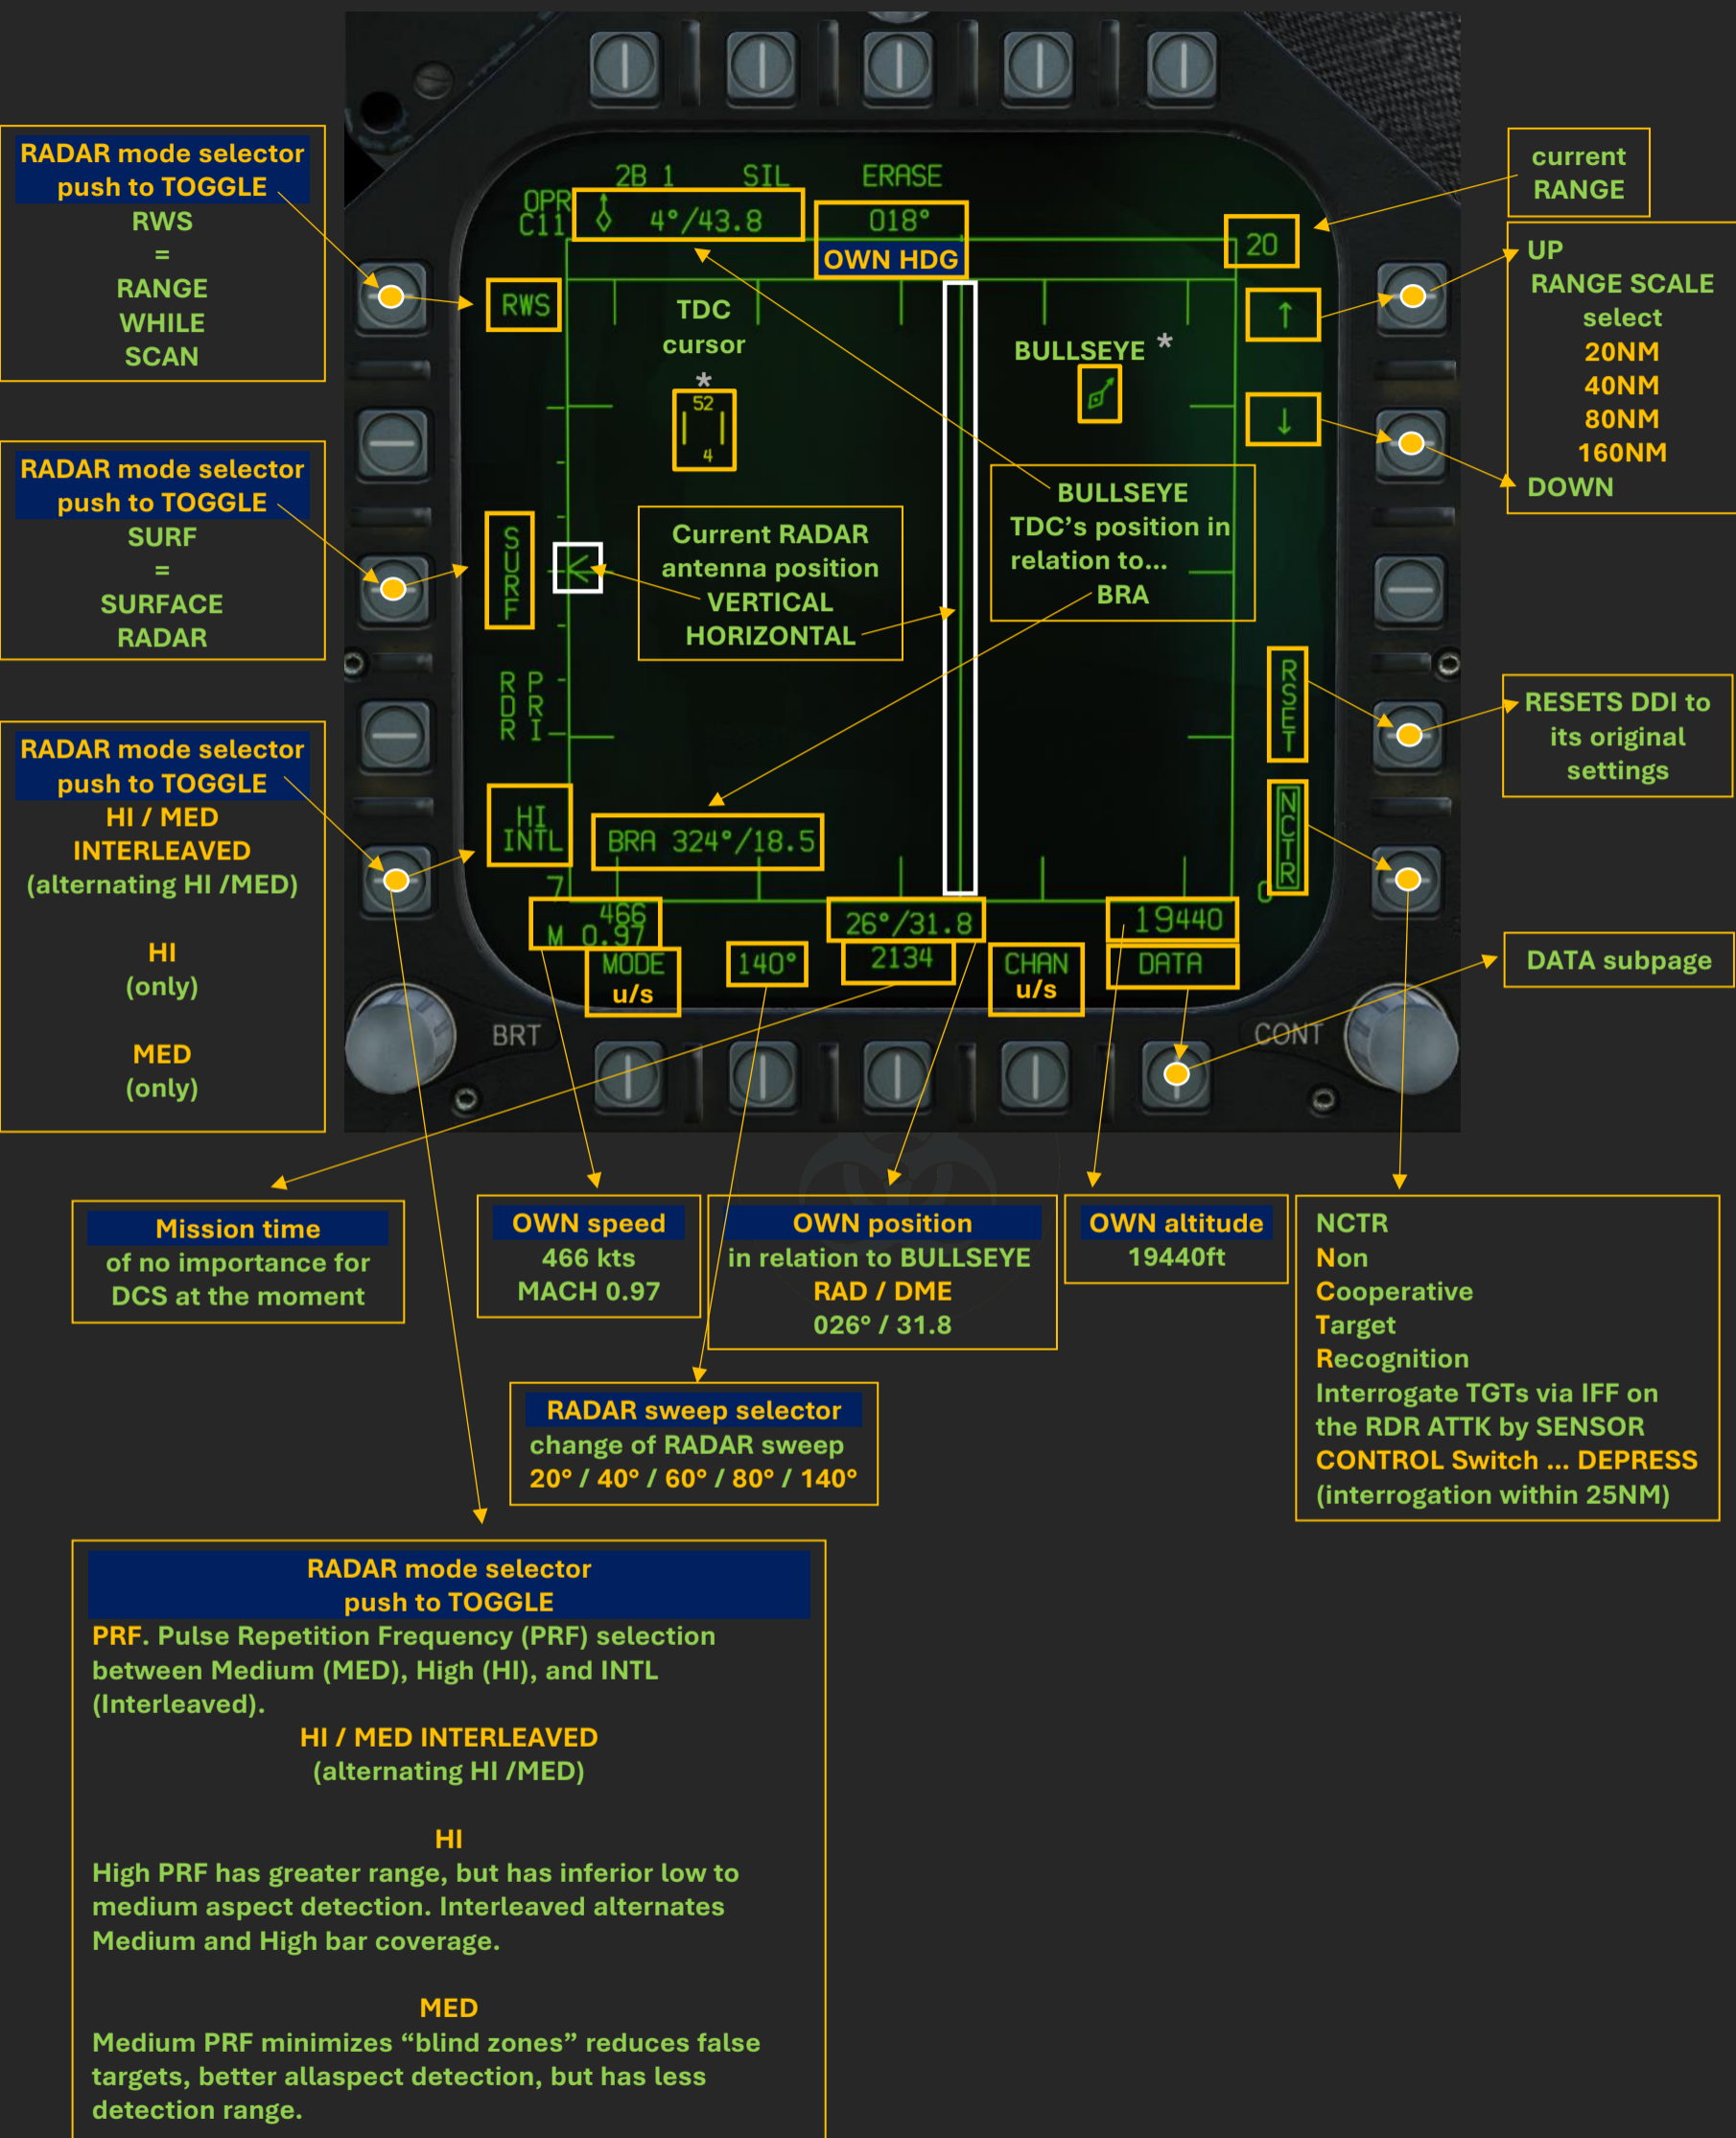 RADAR mode selector
push to TOGGLE
RWS
=
RANGE
WHILE
SCAN
RADAR mode selector
push to TOGGLE
SURF
=
SURFACE
RADAR
RADAR mode selector
push to TOGGLE
HI / MED
INTERLEAVED
(alternating HI /MED)
HI
(only)
MED
(only)
2B 1 SIL ERASE
OPR
C11
4°/43.8
018°
OWN HDG
20
RWS
TDC
cursor
*
52
4
BULLSEYE *
↑
↓
SURF
Current RADAR
antenna position
VERTICAL
HORIZONTAL
BULLSEYE
TDC's position in
relation to...
BRA
RDR PRI
RSET
HI
INTL
BRA 324°/18.5
NCTR
7
0
466
M 0.97
26°/31.8
19440
MODE
u/s
140°
2134
CHAN
u/s
DATA
BRT
CONT
current
RANGE
UP
RANGE SCALE
select
20NM
40NM
80NM
160NM
DOWN
RESETS DDI to
its original
settings
DATA subpage
Mission time
of no importance for
DCS at the moment
OWN speed
466 kts
MACH 0.97
OWN position
in relation to BULLSEYE
RAD / DME
026° / 31.8
OWN altitude
19440ft
NCTR
Non
Cooperative
Target
Recognition
Interrogate TGTs via IFF on
the RDR ATTK by SENSOR
CONTROL Switch ... DEPRESS
(interrogation within 25NM)
RADAR sweep selector
change of RADAR sweep
20° / 40° / 60° / 80° / 140°
RADAR mode selector
push to TOGGLE
PRF. Pulse Repetition Frequency (PRF) selection
between Medium (MED), High (HI), and INTL
(Interleaved).
HI / MED INTERLEAVED
(alternating HI /MED)
HI
High PRF has greater range, but has inferior low to
medium aspect detection. Interleaved alternates
Medium and High bar coverage.
MED
Medium PRF minimizes “blind zones” reduces false
targets, better allaspect detection, but has less
detection range.